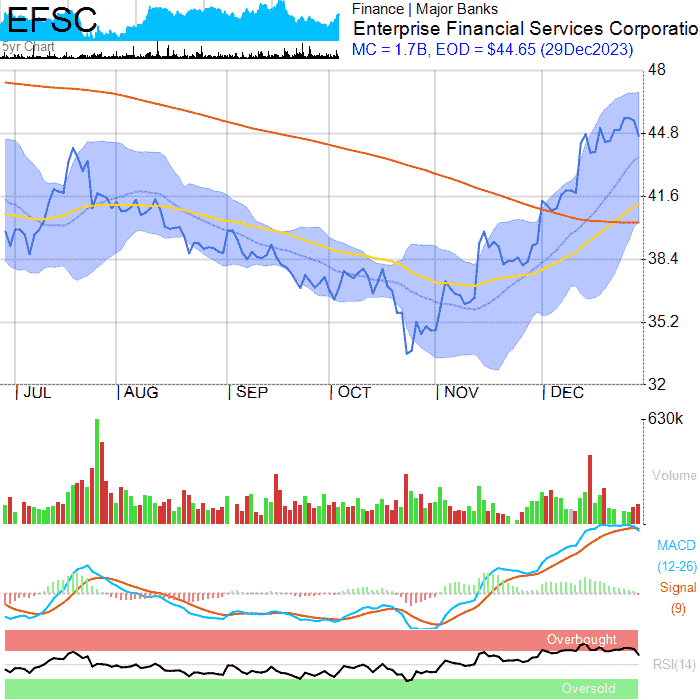 EFSC
5yr Chart
Finance | Major Banks
Enterprise Financial Services Corporatio
MC = 1.7B, EOD = $44.65 (29Dec2023)
48
44.8
41.6
38.4
35.2
32
JUL AUG SEP OCT NOV DEC
630k
Volume
MACD
(12-26)
Signal
(9)
Overbought
RSI(14)
Oversold